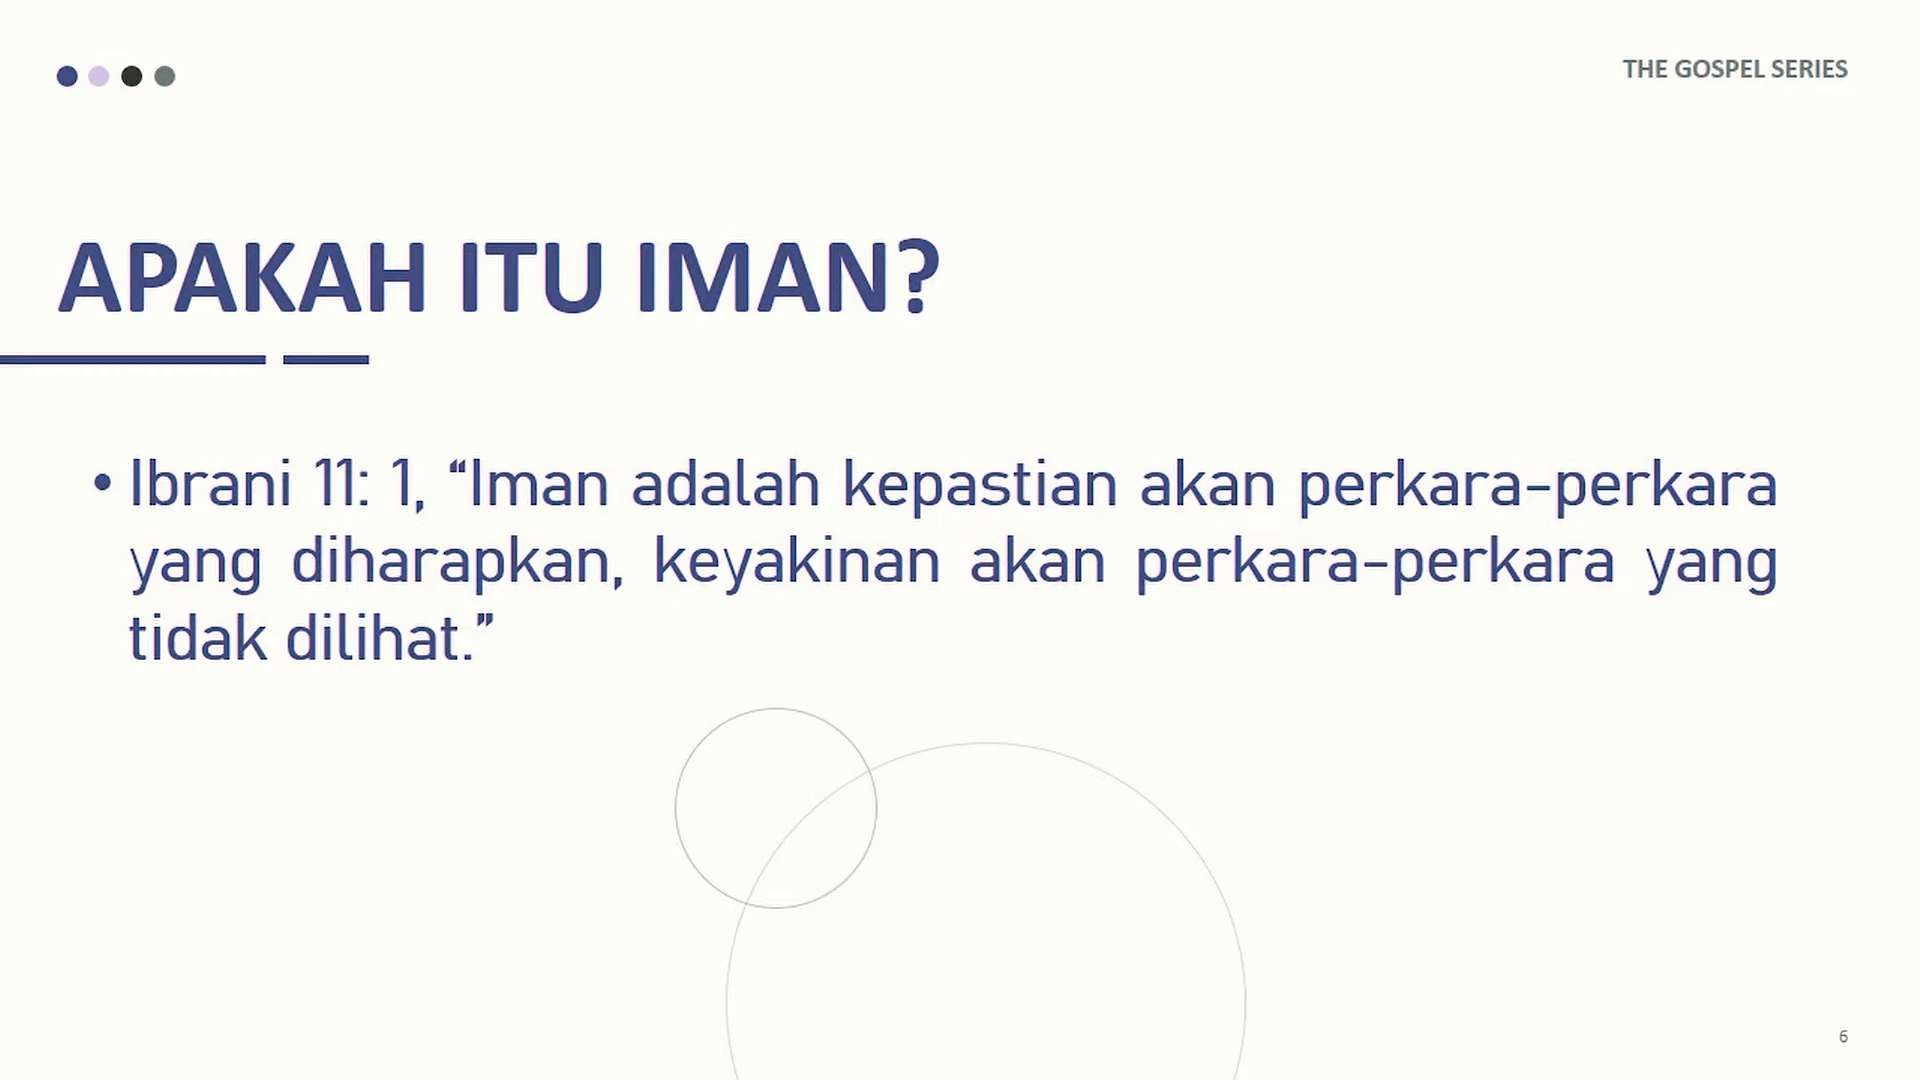 THE GOSPEL SERIES
APAKAH ITU IMAN?
• Ibrani 11: 1, “Iman adalah kepastian akan perkara-perkara
yang diharapkan, keyakinan akan perkara-perkara yang
tidak dilihat.”
6